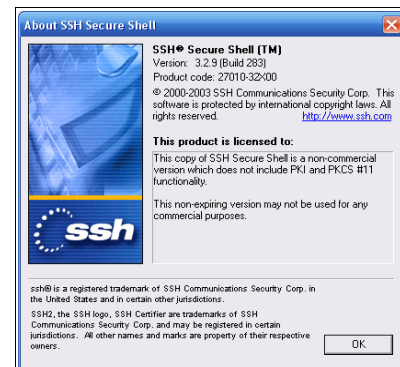 About SSH Secure Shell
SSH® Secure Shell (TM)
Version: 3.2.9 (Build 283)
Product code: 27010-32X00
© 2000-2003 SSH Communications Security Corp. This
software is protected by international copyright laws. All
rights reserved. http://www.ssh.com
This product is licensed to:
This copy of SSH Secure Shell is a non-commercial
version which does not include PKI and PKCS #11
functionality.
This non-expiring version may not be used for any
commercial purposes.
ssh
ssh® is a registered trademark of SSH Communications Security Corp. in
the United States and in certain other jurisdictions.
SSH2, the SSH logo, SSH Certifier are trademarks of SSH
Communications Security Corp. and may be registered in certain
jurisdictions. All other names and marks are property of their respective
owners.
OK